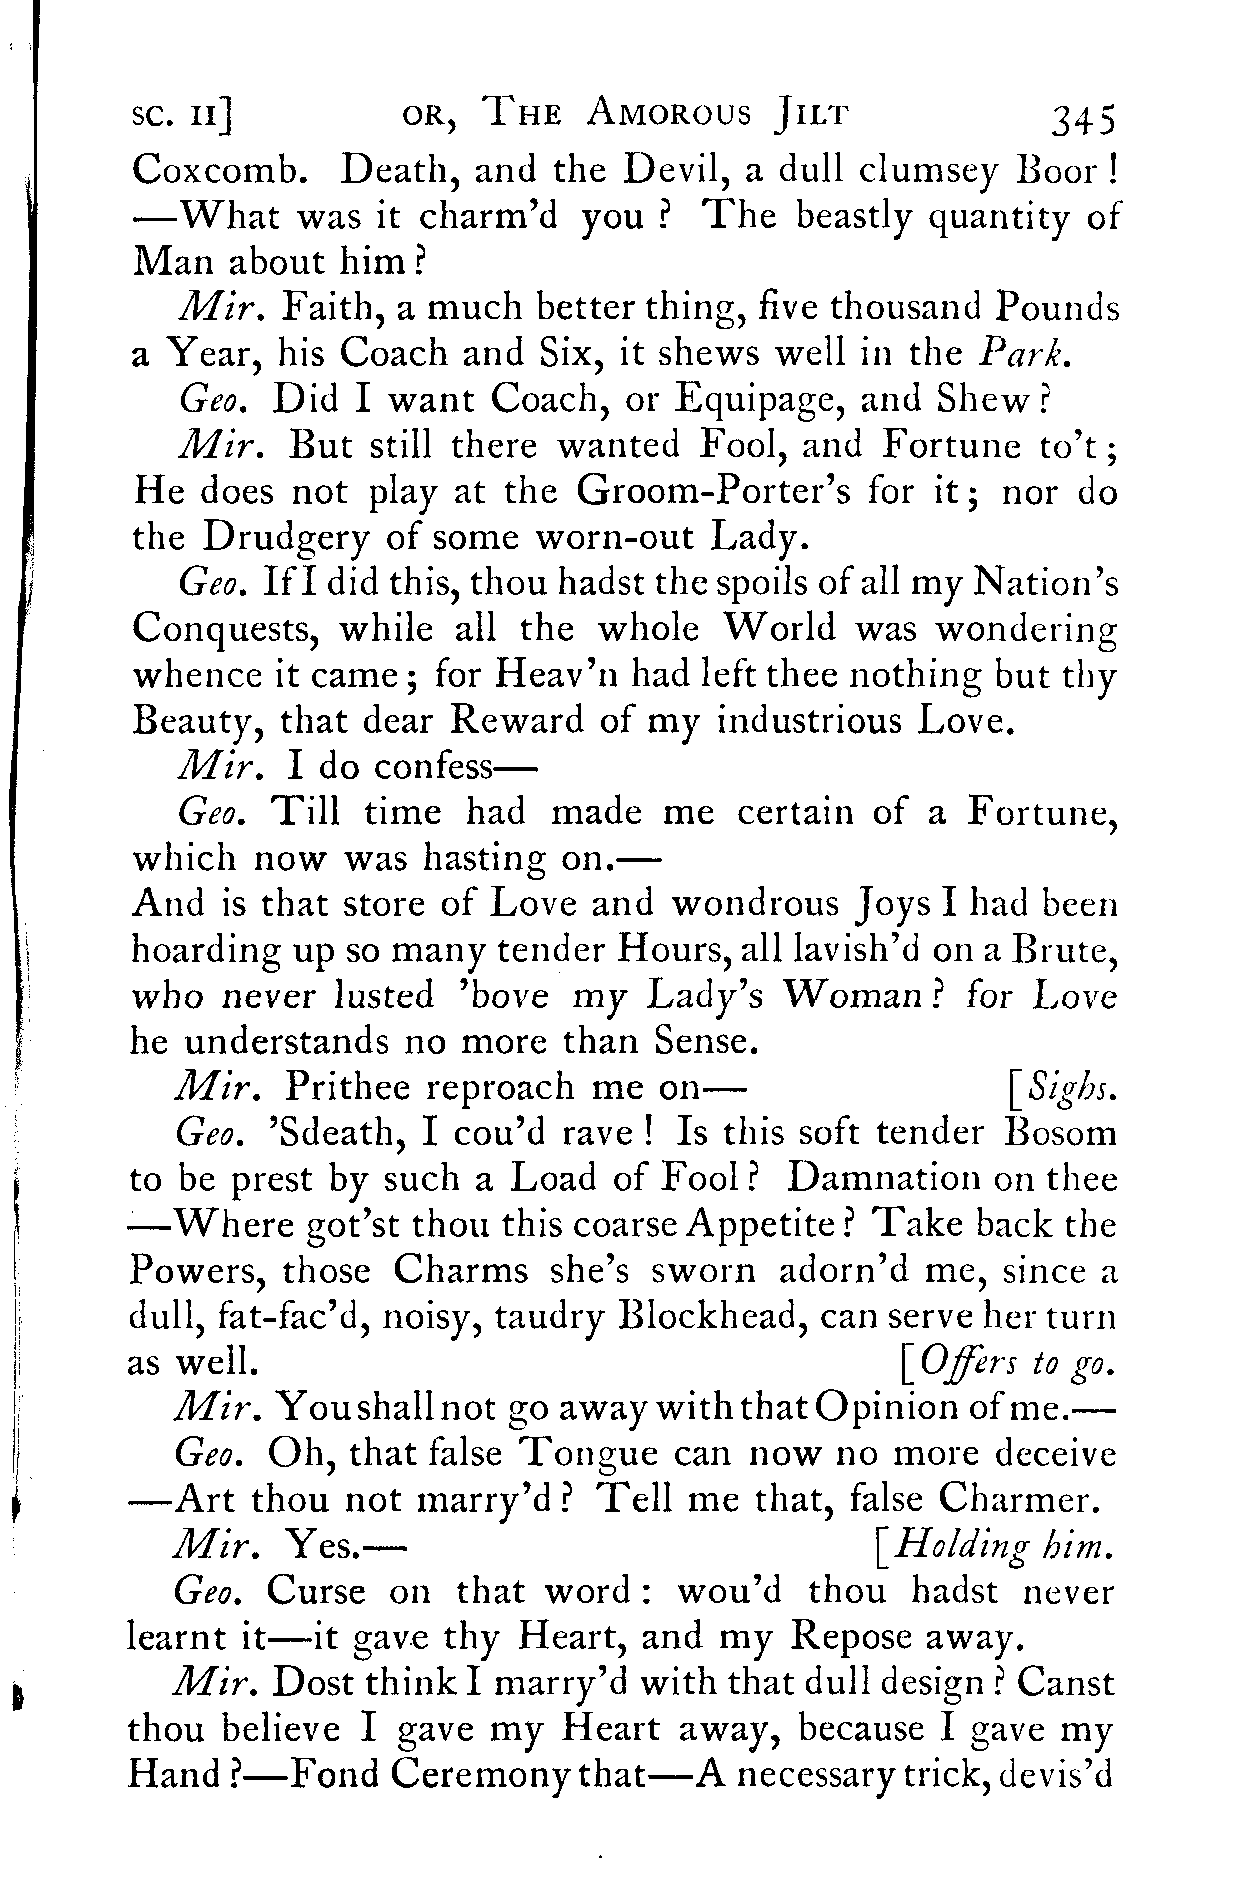 SC. II] OR, THE AMOROUS JILT 345
Coxcomb. Death, and the Devil, a dull clumsey Boor !
—What was it charm'd you ? The beastly quantity of
Man about him ?
Mir. Faith, a much better thing, five thousand Pounds
a Year, his Coach and Six, it shews well in the Park.
Geo. Did I want Coach, or Equipage, and Shew ?
Mir. But still there wanted Fool, and Fortune to't ;
He does not play at the Groom-Porter's for it ; nor do
the Drudgery of some worn-out Lady.
Geo. If I did this, thou hadst the spoils of all my Nation's
Conquests, while all the whole World was wondering
whence it came ; for Heav'n had left thee nothing but thy
Beauty, that dear Reward of my industrious Love.
Mir. I do confess—
Geo. Till time had made me certain of a Fortune,
which now was hasting on.—
And is that store of Love and wondrous Joys I had been
hoarding up so many tender Hours, all lavish'd on a Brute,
who never lusted 'bove my Lady's Woman ? for Love
he understands no more than Sense.
Mir. Prithee reproach me on— [Sighs.
Geo. 'Sdeath, I cou'd rave ! Is this soft tender Bosom
to be prest by such a Load of Fool ? Damnation on thee
—Where got'st thou this coarse Appetite ? Take back the
Powers, those Charms she's sworn adorn'd me, since a
dull, fat-fac'd, noisy, taudry Blockhead, can serve her turn
as well. [Offers to go.
Mir. You shall not go away with that Opinion of me.—
Geo. Oh, that false Tongue can now no more deceive
—Art thou not marry'd ? Tell me that, false Charmer.
Mir. Yes.— [Holding him.
Geo. Curse on that word : wou'd thou hadst never
learnt it—it gave thy Heart, and my Repose away.
Mir. Dost think I marry'd with that dull design ? Canst
thou believe I gave my Heart away, because I gave my
Hand ?—Fond Ceremony that—A necessary trick, devis'd